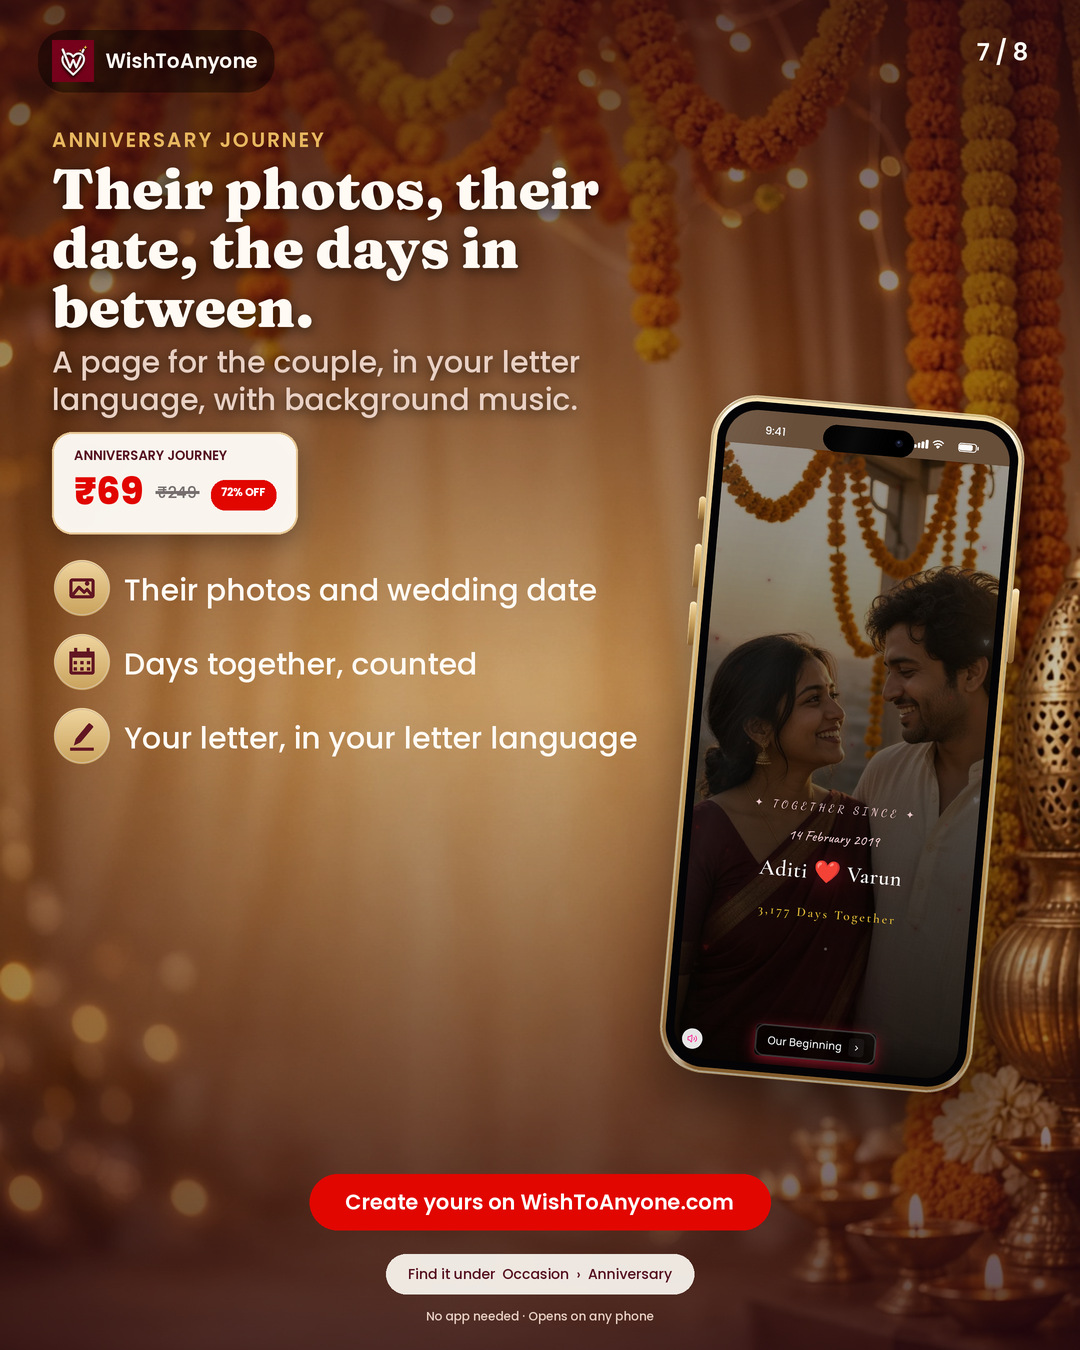 WishToAnyone
7 / 8
ANNIVERSARY JOURNEY
Their photos, their
date, the days in
between.
A page for the couple, in your letter
language, with background music.
ANNIVERSARY JOURNEY
₹69 ₹249 72% OFF
Their photos and wedding date
Days together, counted
Your letter, in your letter language
9:41
TOGETHER SINCE
14 February 2019
Aditi ❤️ Varun
3,177 Days Together
Our Beginning ›
Create yours on WishToAnyone.com
Find it under Occasion › Anniversary
No app needed · Opens on any phone